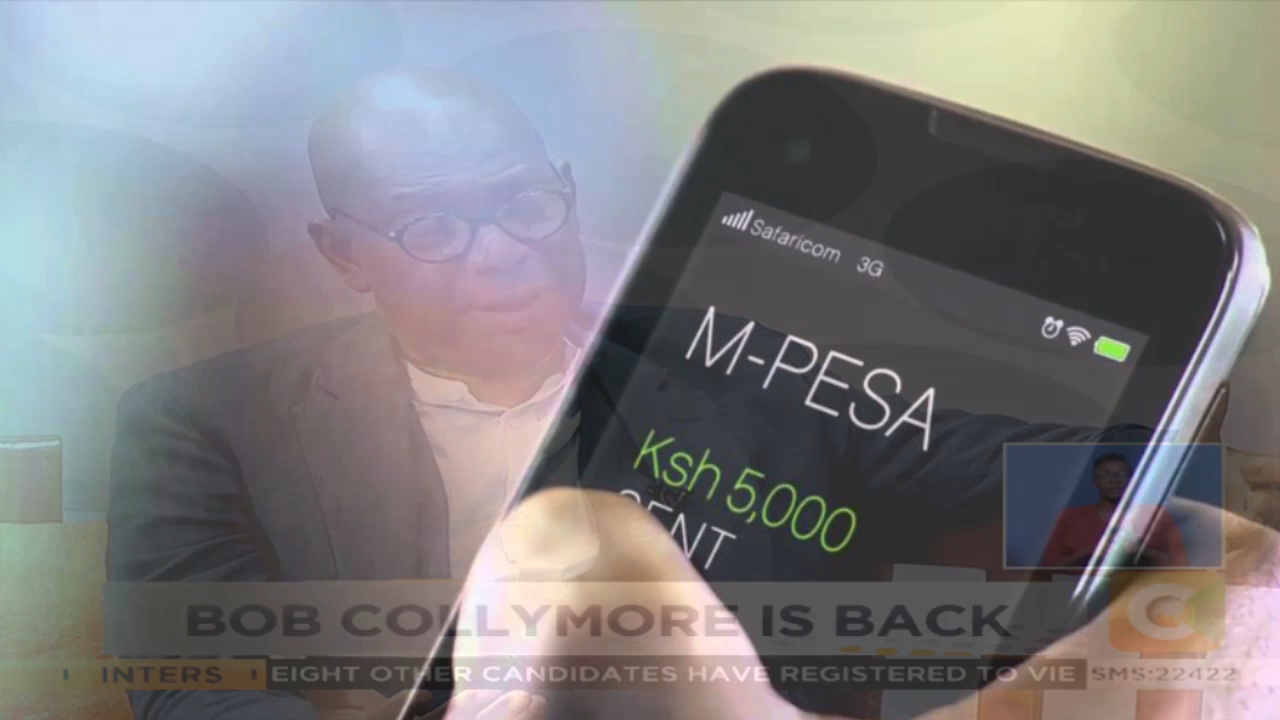 Safaricom 3G
M-PESA
Ksh 5,000
SENT
BOB COLLYMORE IS BACK
INTERS EIGHT OTHER CANDIDATES HAVE REGISTERED TO VIE SMS:22422